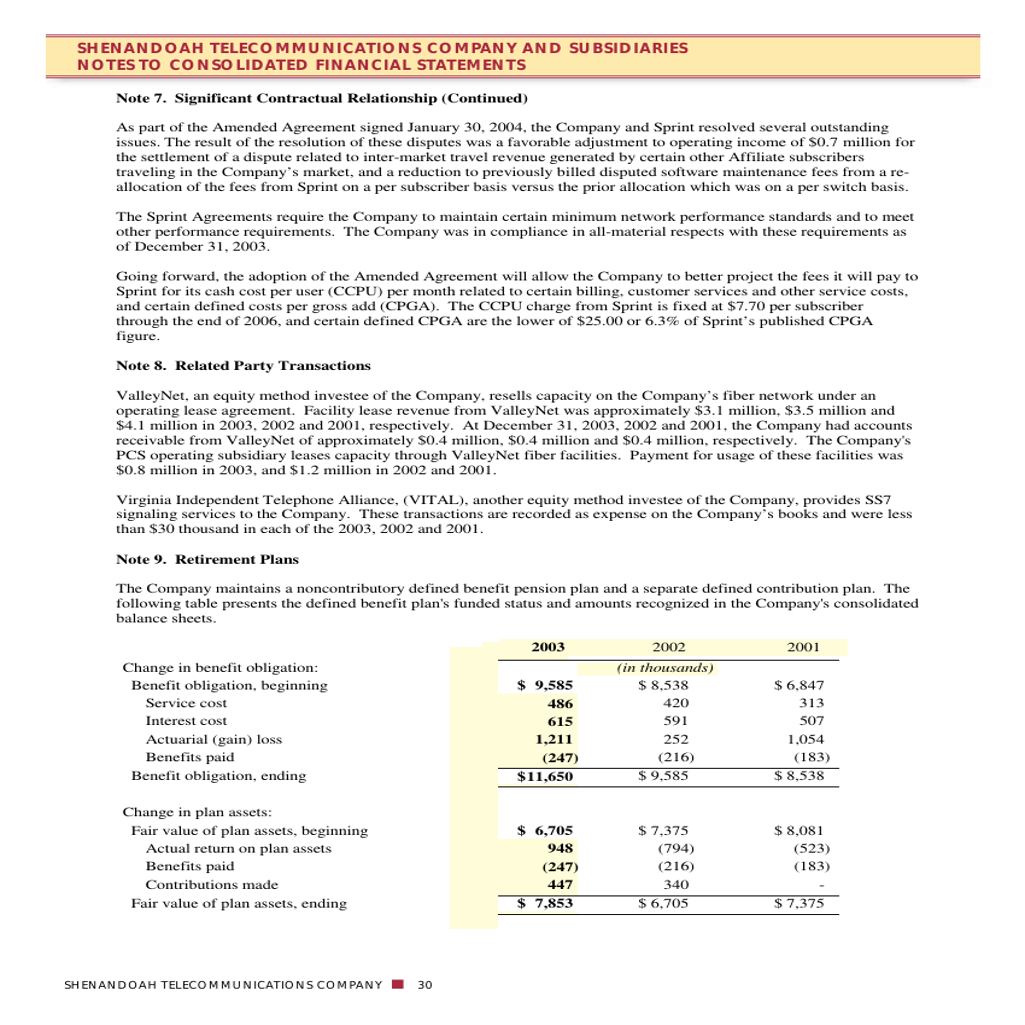 SHENANDOAH TELECOMMUNICATIONS COMPANY AND SUBSIDIARIES
NOTES TO CONSOLIDATED FINANCIAL STATEMENTS
Note 7. Significant Contractual Relationship (Continued)
As part of the Amended Agreement signed January 30, 2004, the Company and Sprint resolved several outstanding
issues. The result of the resolution of these disputes was a favorable adjustment to operating income of $0.7 million for
the settlement of a dispute related to inter-market travel revenue generated by certain other Affiliate subscribers
traveling in the Company's market, and a reduction to previously billed disputed software maintenance fees from a re-
allocation of the fees from Sprint on a per subscriber basis versus the prior allocation which was on a per switch basis.
The Sprint Agreements require the Company to maintain certain minimum network performance standards and to meet
other performance requirements. The Company was in compliance in all-material respects with these requirements as
of December 31, 2003.
Going forward, the adoption of the Amended Agreement will allow the Company to better project the fees it will pay to
Sprint for its cash cost per user (CCPU) per month related to certain billing, customer services and other service costs,
and certain defined costs per gross add (CPGA). The CCPU charge from Sprint is fixed at $7.70 per subscriber
through the end of 2006, and certain defined CPGA are the lower of $25.00 or 6.3% of Sprint's published CPGA
figure.
Note 8. Related Party Transactions
ValleyNet, an equity method investee of the Company, resells capacity on the Company's fiber network under an
operating lease agreement. Facility lease revenue from ValleyNet was approximately $3.1 million, $3.5 million and
$4.1 million in 2003, 2002 and 2001, respectively. At December 31, 2003, 2002 and 2001, the Company had accounts
receivable from ValleyNet of approximately $0.4 million, $0.4 million and $0.4 million, respectively. The Company's
PCS operating subsidiary leases capacity through ValleyNet fiber facilities. Payment for usage of these facilities was
$0.8 million in 2003, and $1.2 million in 2002 and 2001.
Virginia Independent Telephone Alliance, (VITAL), another equity method investee of the Company, provides SS7
signaling services to the Company. These transactions are recorded as expense on the Company's books and were less
than $30 thousand in each of the 2003, 2002 and 2001.
Note 9. Retirement Plans
The Company maintains a noncontributory defined benefit pension plan and a separate defined contribution plan. The
following table presents the defined benefit plan's funded status and amounts recognized in the Company's consolidated
balance sheets.
2003 2002 2001
Change in benefit obligation: (in thousands)
Benefit obligation, beginning $ 9,585 $ 8,538 $ 6,847
Service cost 486 420 313
Interest cost 615 591 507
Actuarial (gain) loss 1,211 252 1,054
Benefits paid (247) (216) (183)
Benefit obligation, ending $11,650 $ 9,585 $ 8,538
Change in plan assets:
Fair value of plan assets, beginning $ 6,705 $ 7,375 $ 8,081
Actual return on plan assets 948 (794) (523)
Benefits paid (247) (216) (183)
Contributions made 447 340 -
Fair value of plan assets, ending $ 7,853 $ 6,705 $ 7,375
SHENANDOAH TELECOMMUNICATIONS COMPANY 30